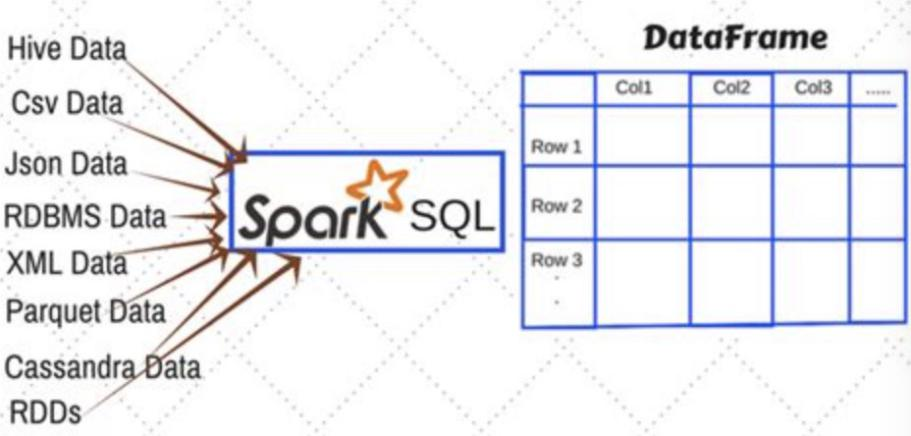 Hive Data
Csv Data
Json Data
RDBMS Data
XML Data
Parquet Data
Cassandra Data
RDDs
Spark SQL
DataFrame
Col1 Col2 Col3 .....
Row 1
Row 2
Row 3
.
.